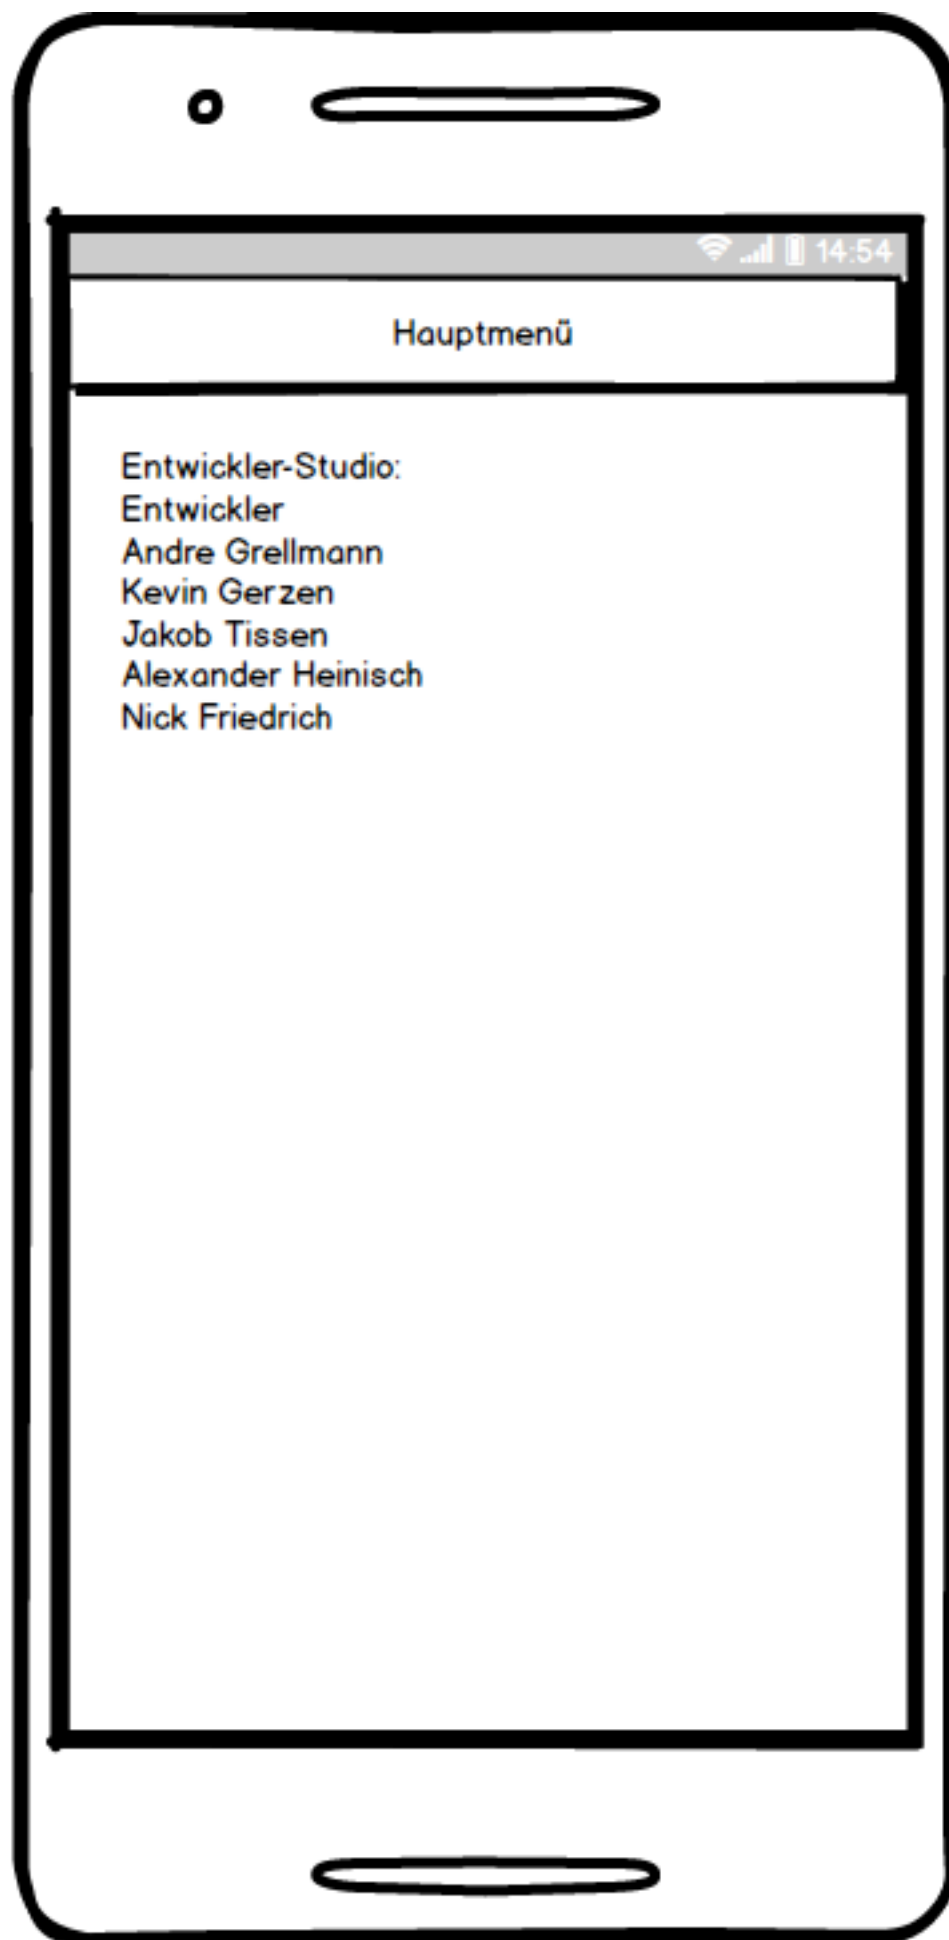 14:54
Hauptmenü
Entwickler-Studio:
Entwickler
Andre Grellmann
Kevin Gerzen
Jakob Tissen
Alexander Heinisch
Nick Friedrich